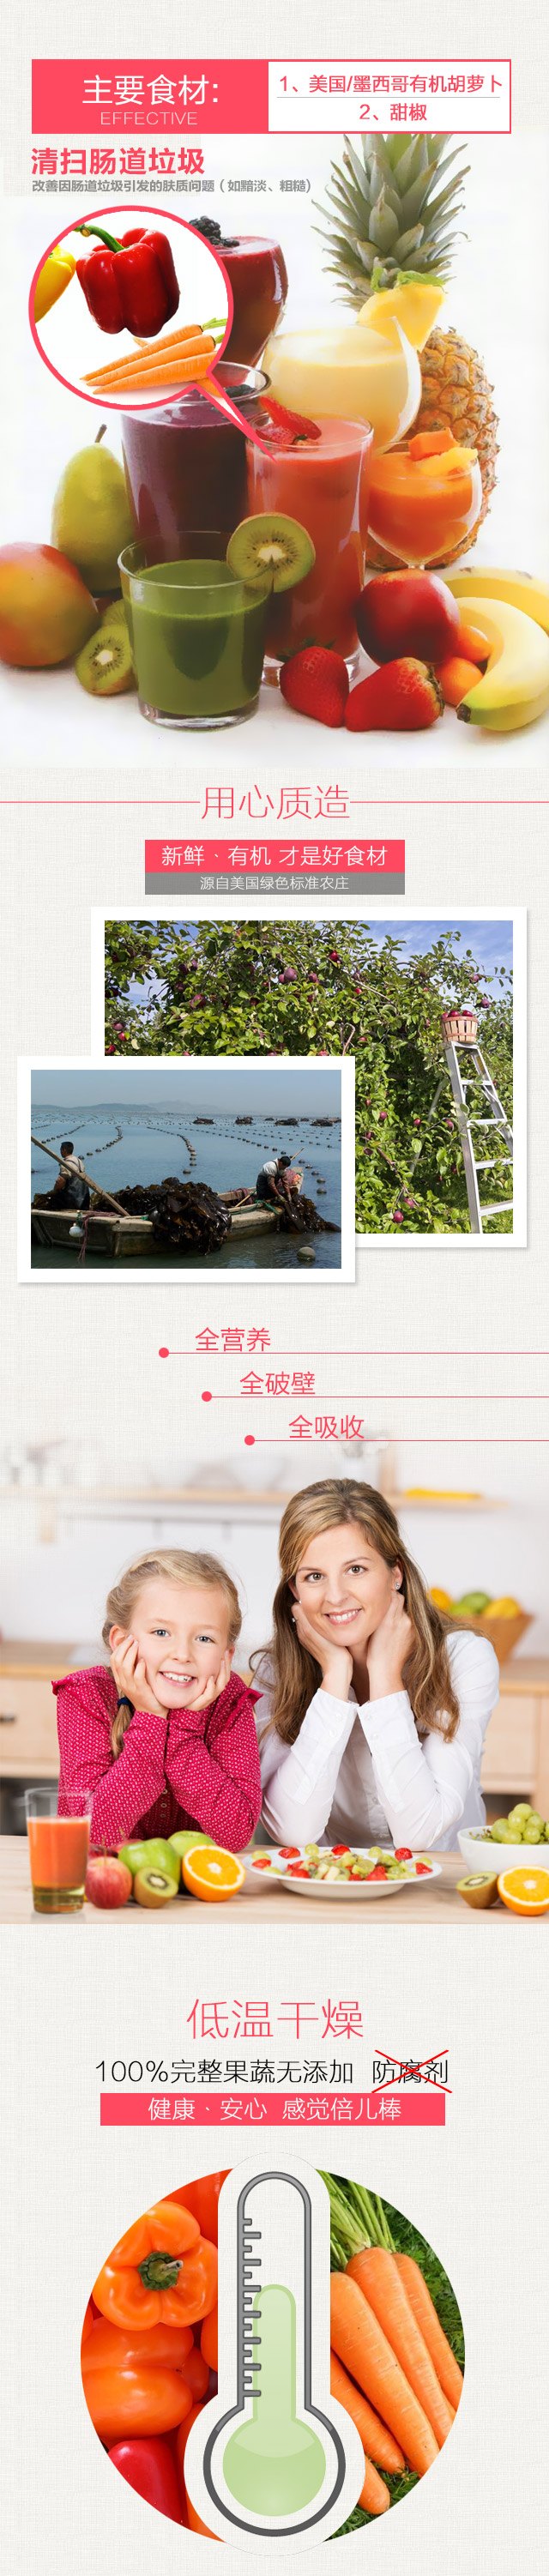 主要食材:
EFFECTIVE
1、美国/墨西哥有机胡萝卜
2、甜椒
清扫肠道垃圾
改善因肠道垃圾引发的肤质问题（如黯淡、粗糙）
用心质造
新鲜、有机 才是好食材
源自美国绿色标准农庄
全营养
全破壁
全吸收
低温干燥
100%完整果蔬无添加 防腐剂
健康、安心 感觉倍儿棒